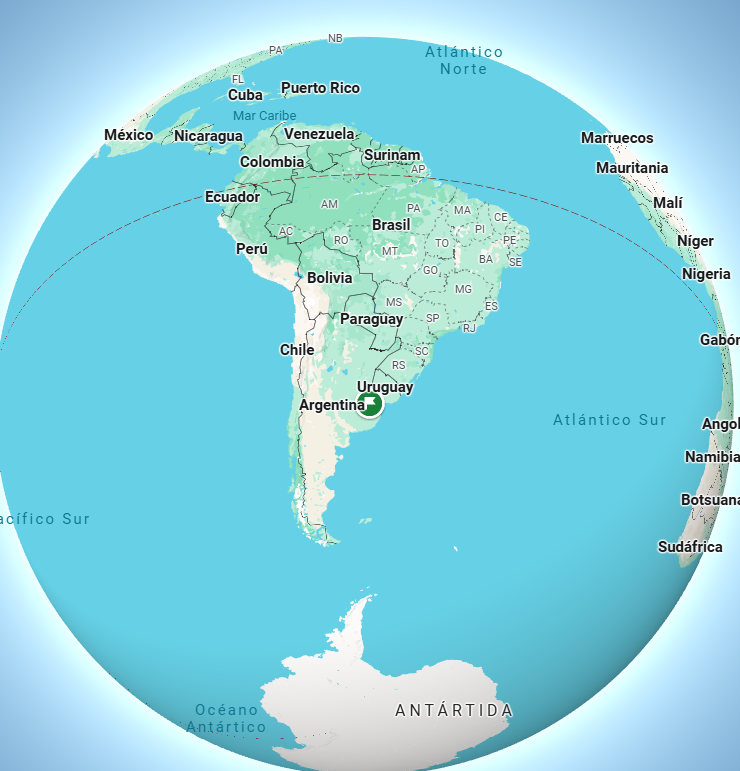 NB
PA
Atlántico
Norte
FL
Cuba
Puerto Rico
Mar Caribe
México
Nicaragua
Venezuela
Marruecos
Colombia
Surinam
Mauritania
AP
Ecuador
AM
PA
MA
CE
Malí
Brasil
PI
AC
RO
TO
PE
Níger
Perú
MT
BA
SE
GO
Nigeria
Bolivia
MG
MS
ES
Paraguay
SP
RJ
Gabón
Chile
SC
RS
Uruguay
Argentina
Atlántico Sur
Angol
Namibia
Botsuana
acífico Sur
Sudáfrica
Océano
Antártico
ANTÁRTIDA